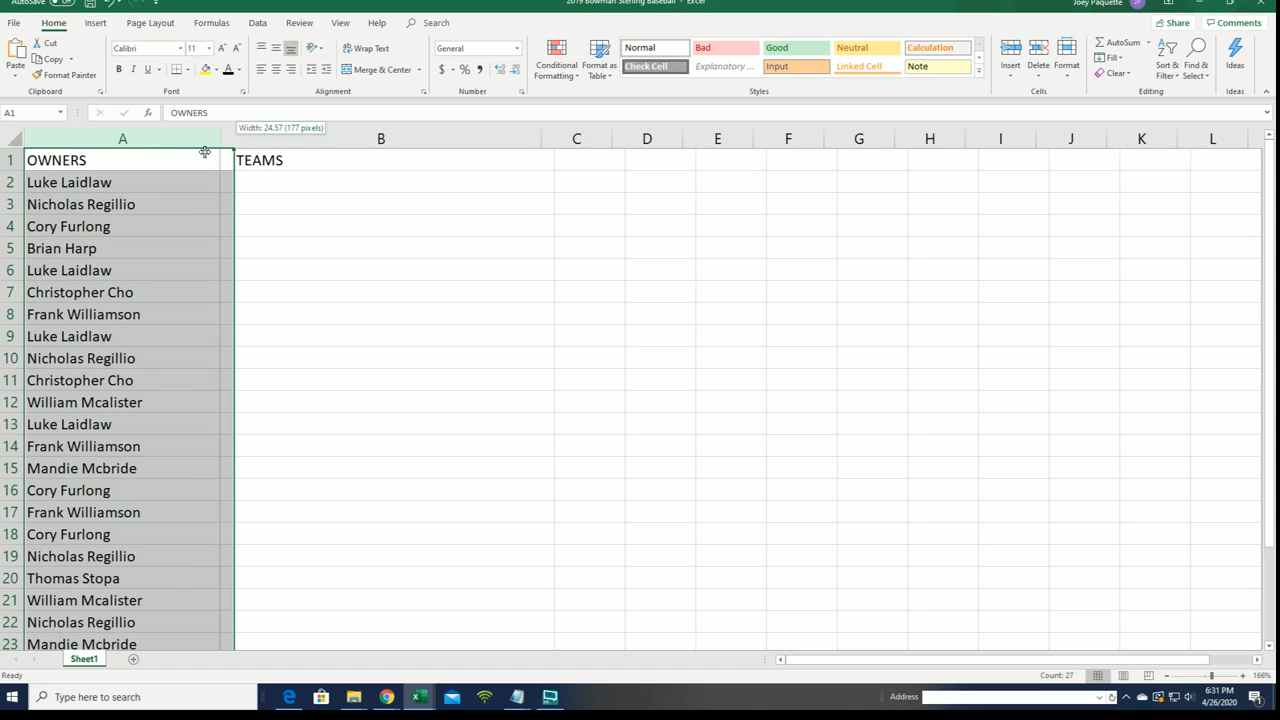 AutoSave Off 2019 Bowman Sterling Baseball - Excel Joey Paquette JP
File Home Insert Page Layout Formulas Data Review View Help Search Share Comments
Paste Cut Copy Format Painter Clipboard
Calibri 11 A A B I U A Font
Wrap Text Merge & Center Alignment
General $ % , Number
Conditional Formatting Format as Table
Normal Bad Good Neutral Calculation
Check Cell Explanatory ... Input Linked Cell Note
Styles
Insert Delete Format Cells
AutoSum Fill Clear Sort & Filter Find & Select Editing
Ideas Ideas
A1 fx OWNERS
Width: 24.57 (177 pixels)
A B C D E F G H I J K L
1 OWNERS TEAMS
2 Luke Laidlaw
3 Nicholas Regillio
4 Cory Furlong
5 Brian Harp
6 Luke Laidlaw
7 Christopher Cho
8 Frank Williamson
9 Luke Laidlaw
10 Nicholas Regillio
11 Christopher Cho
12 William Mcalister
13 Luke Laidlaw
14 Frank Williamson
15 Mandie Mcbride
16 Cory Furlong
17 Frank Williamson
18 Cory Furlong
19 Nicholas Regillio
20 Thomas Stopa
21 William Mcalister
22 Nicholas Regillio
23 Mandie Mcbride
Sheet1
Ready Count: 27 166%
Type here to search Address 6:31 PM
4/26/2020 1